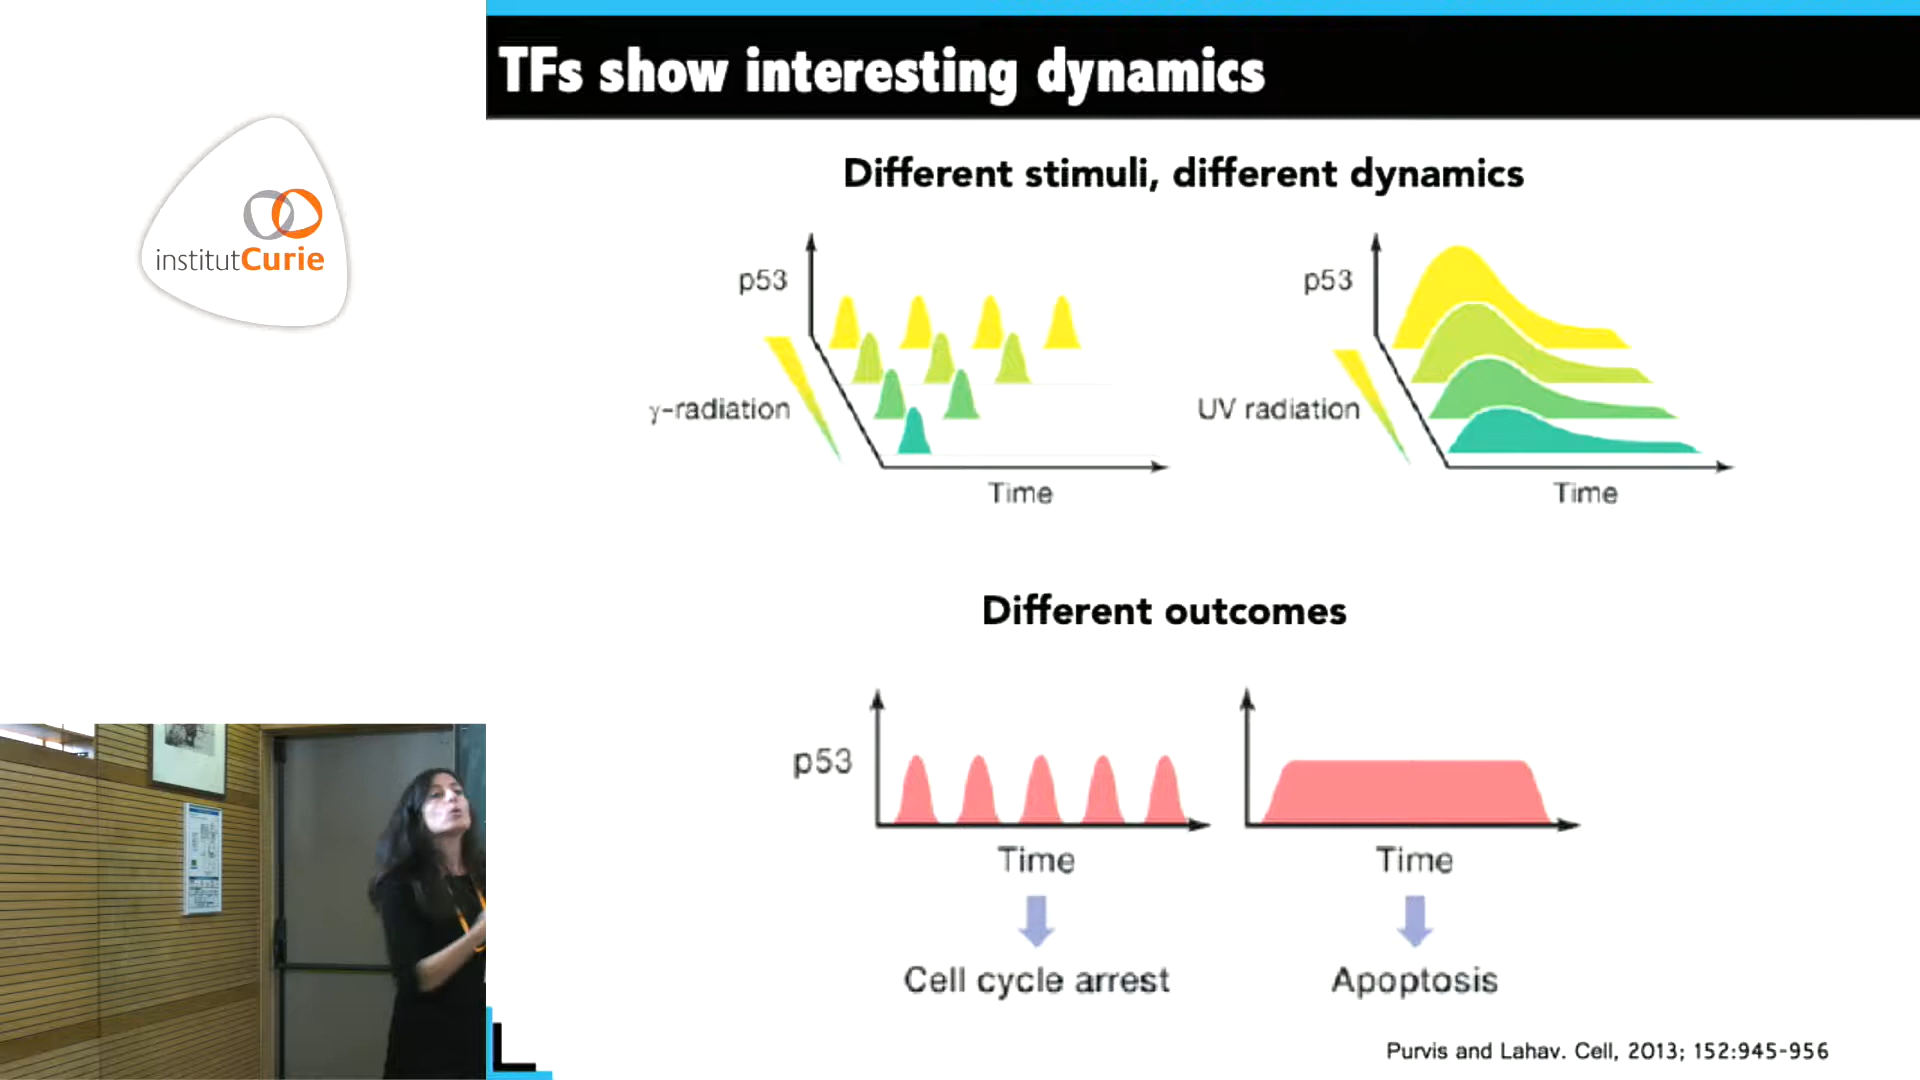 TFs show interesting dynamics
institutCurie
Different stimuli, different dynamics
p53
γ-radiation
Time
p53
UV radiation
Time
Different outcomes
p53
Time
Time
Cell cycle arrest
Apoptosis
Purvis and Lahav. Cell, 2013; 152:945-956